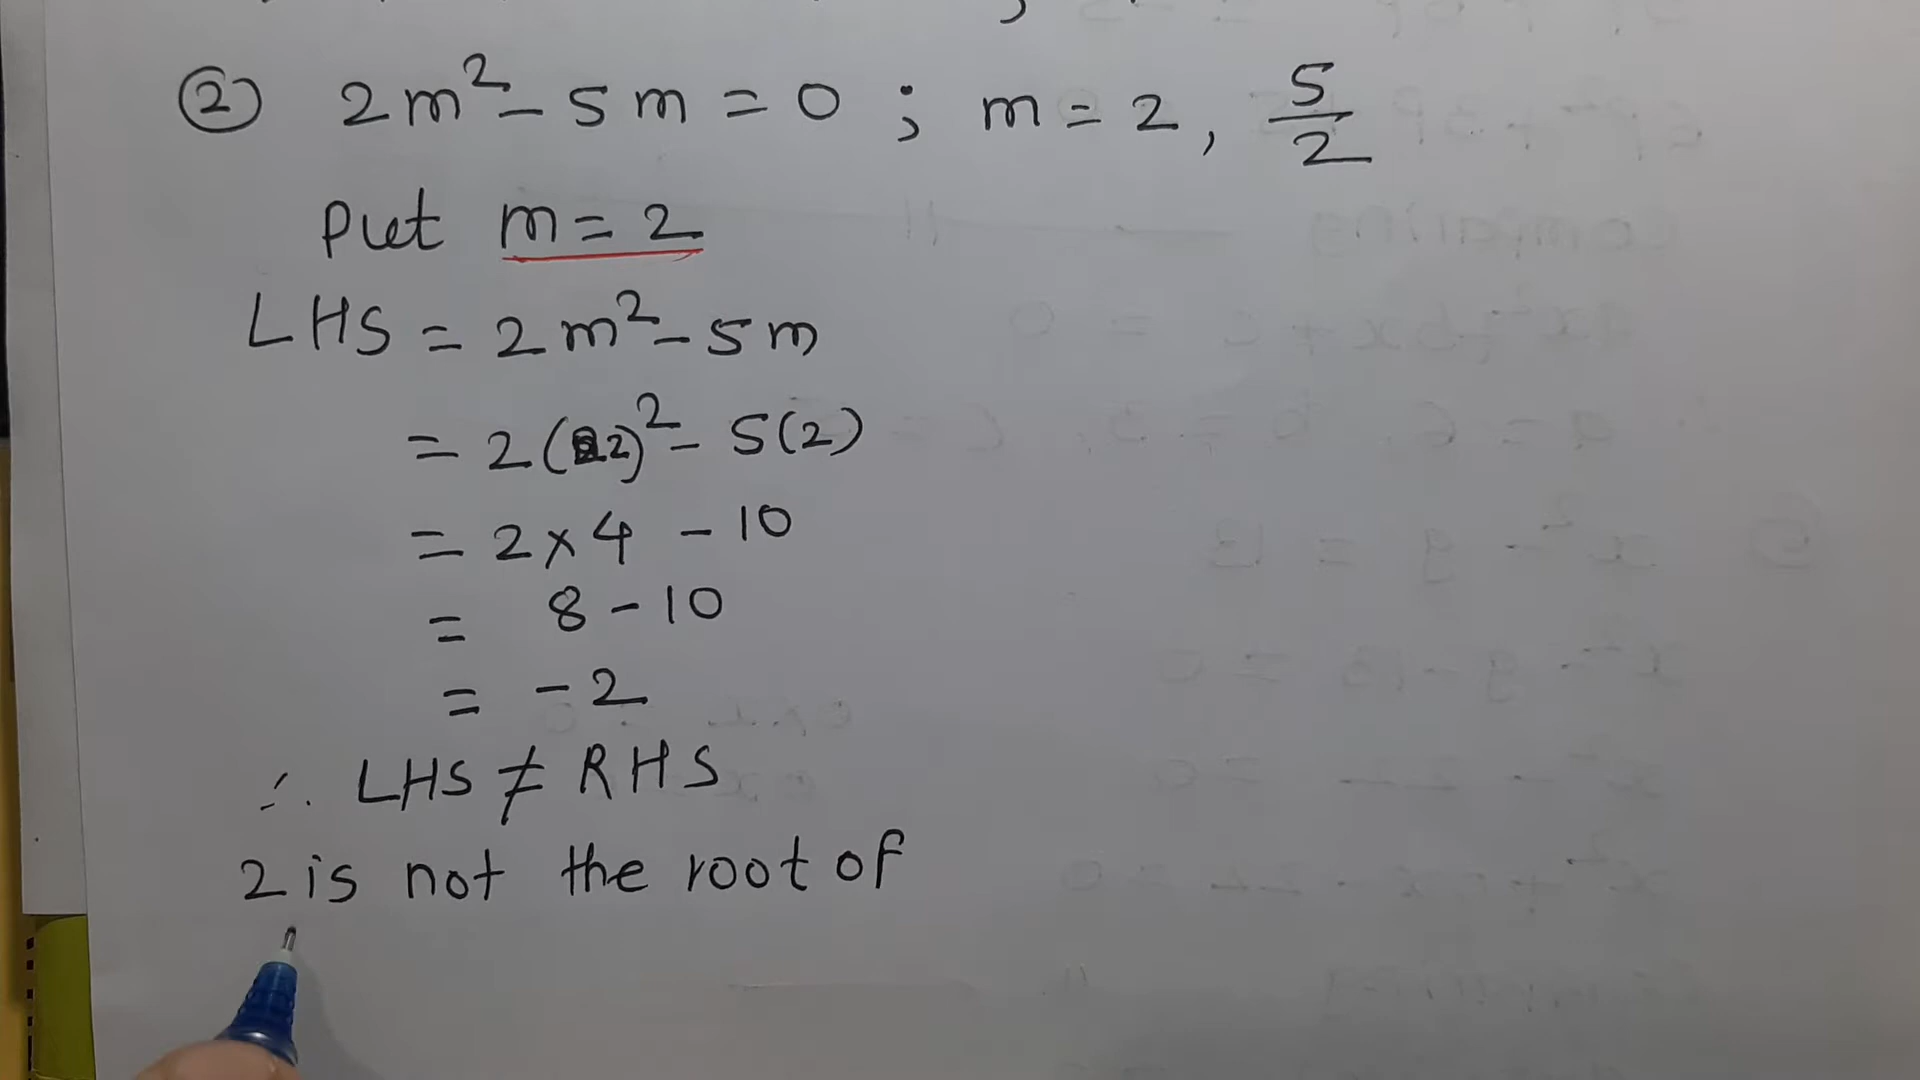 ② 2m² - 5m = 0 ; m = 2, 5/2
Put m = 2
LHS = 2m² - 5m
= 2(2)² - 5(2)
= 2 × 4 - 10
= 8 - 10
= -2
∴ LHS ≠ RHS
2 is not the root of